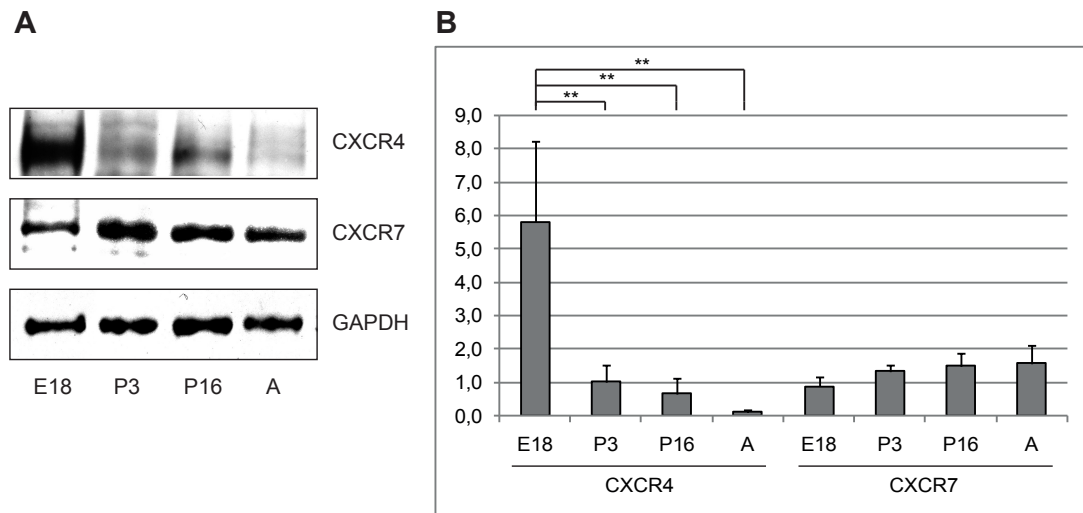 A
CXCR4
CXCR7
GAPDH
E18 P3 P16 A
B
**
**
**
9,0
8,0
7,0
6,0
5,0
4,0
3,0
2,0
1,0
0,0
E18 P3 P16 A E18 P3 P16 A
CXCR4 CXCR7